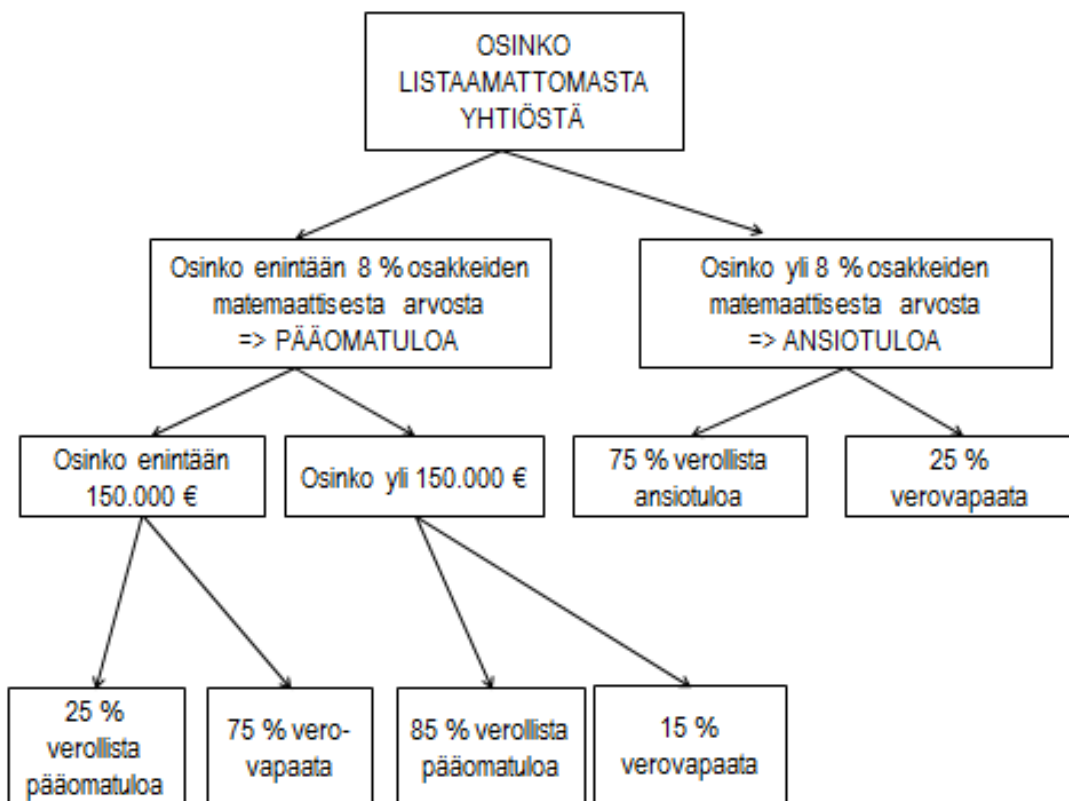 OSINKO
LISTAAMATTOMASTA
YHTIÖSTÄ
Osinko enintään 8 % osakkeiden
matemaattisesta arvosta
=> PÄÄOMATULOA
Osinko yli 8 % osakkeiden
matemaattisesta arvosta
=> ANSIOTULOA
Osinko enintään
150.000 €
Osinko yli 150.000 €
75 % verollista
ansiotuloa
25 %
verovapaata
25 %
verollista
pääomatuloa
75 % vero-
vapaata
85 % verollista
pääomatuloa
15 %
verovapaata